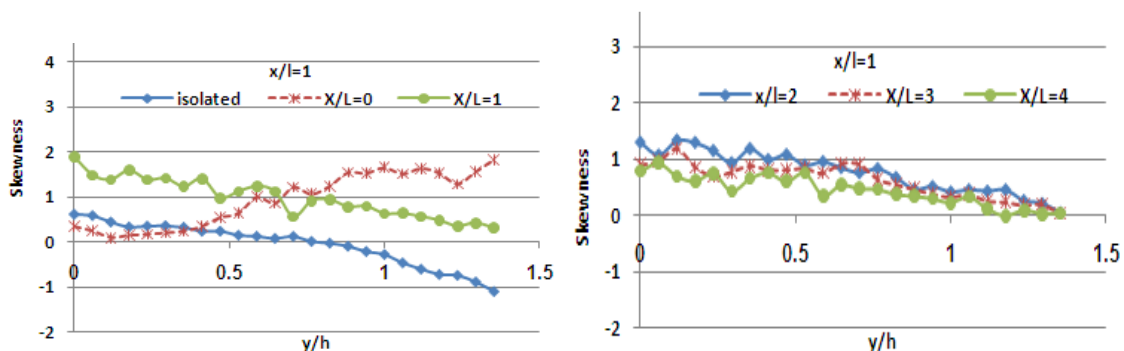 x/l=1
isolated X/L=0 X/L=1
4
3
2
1
0
-1
-2
0 0.5 1 1.5
Skewness
y/h
x/l=1
x/l=2 X/L=3 X/L=4
3
2
1
0
-1
-2
0 0.5 1 1.5
Skewness
y/h